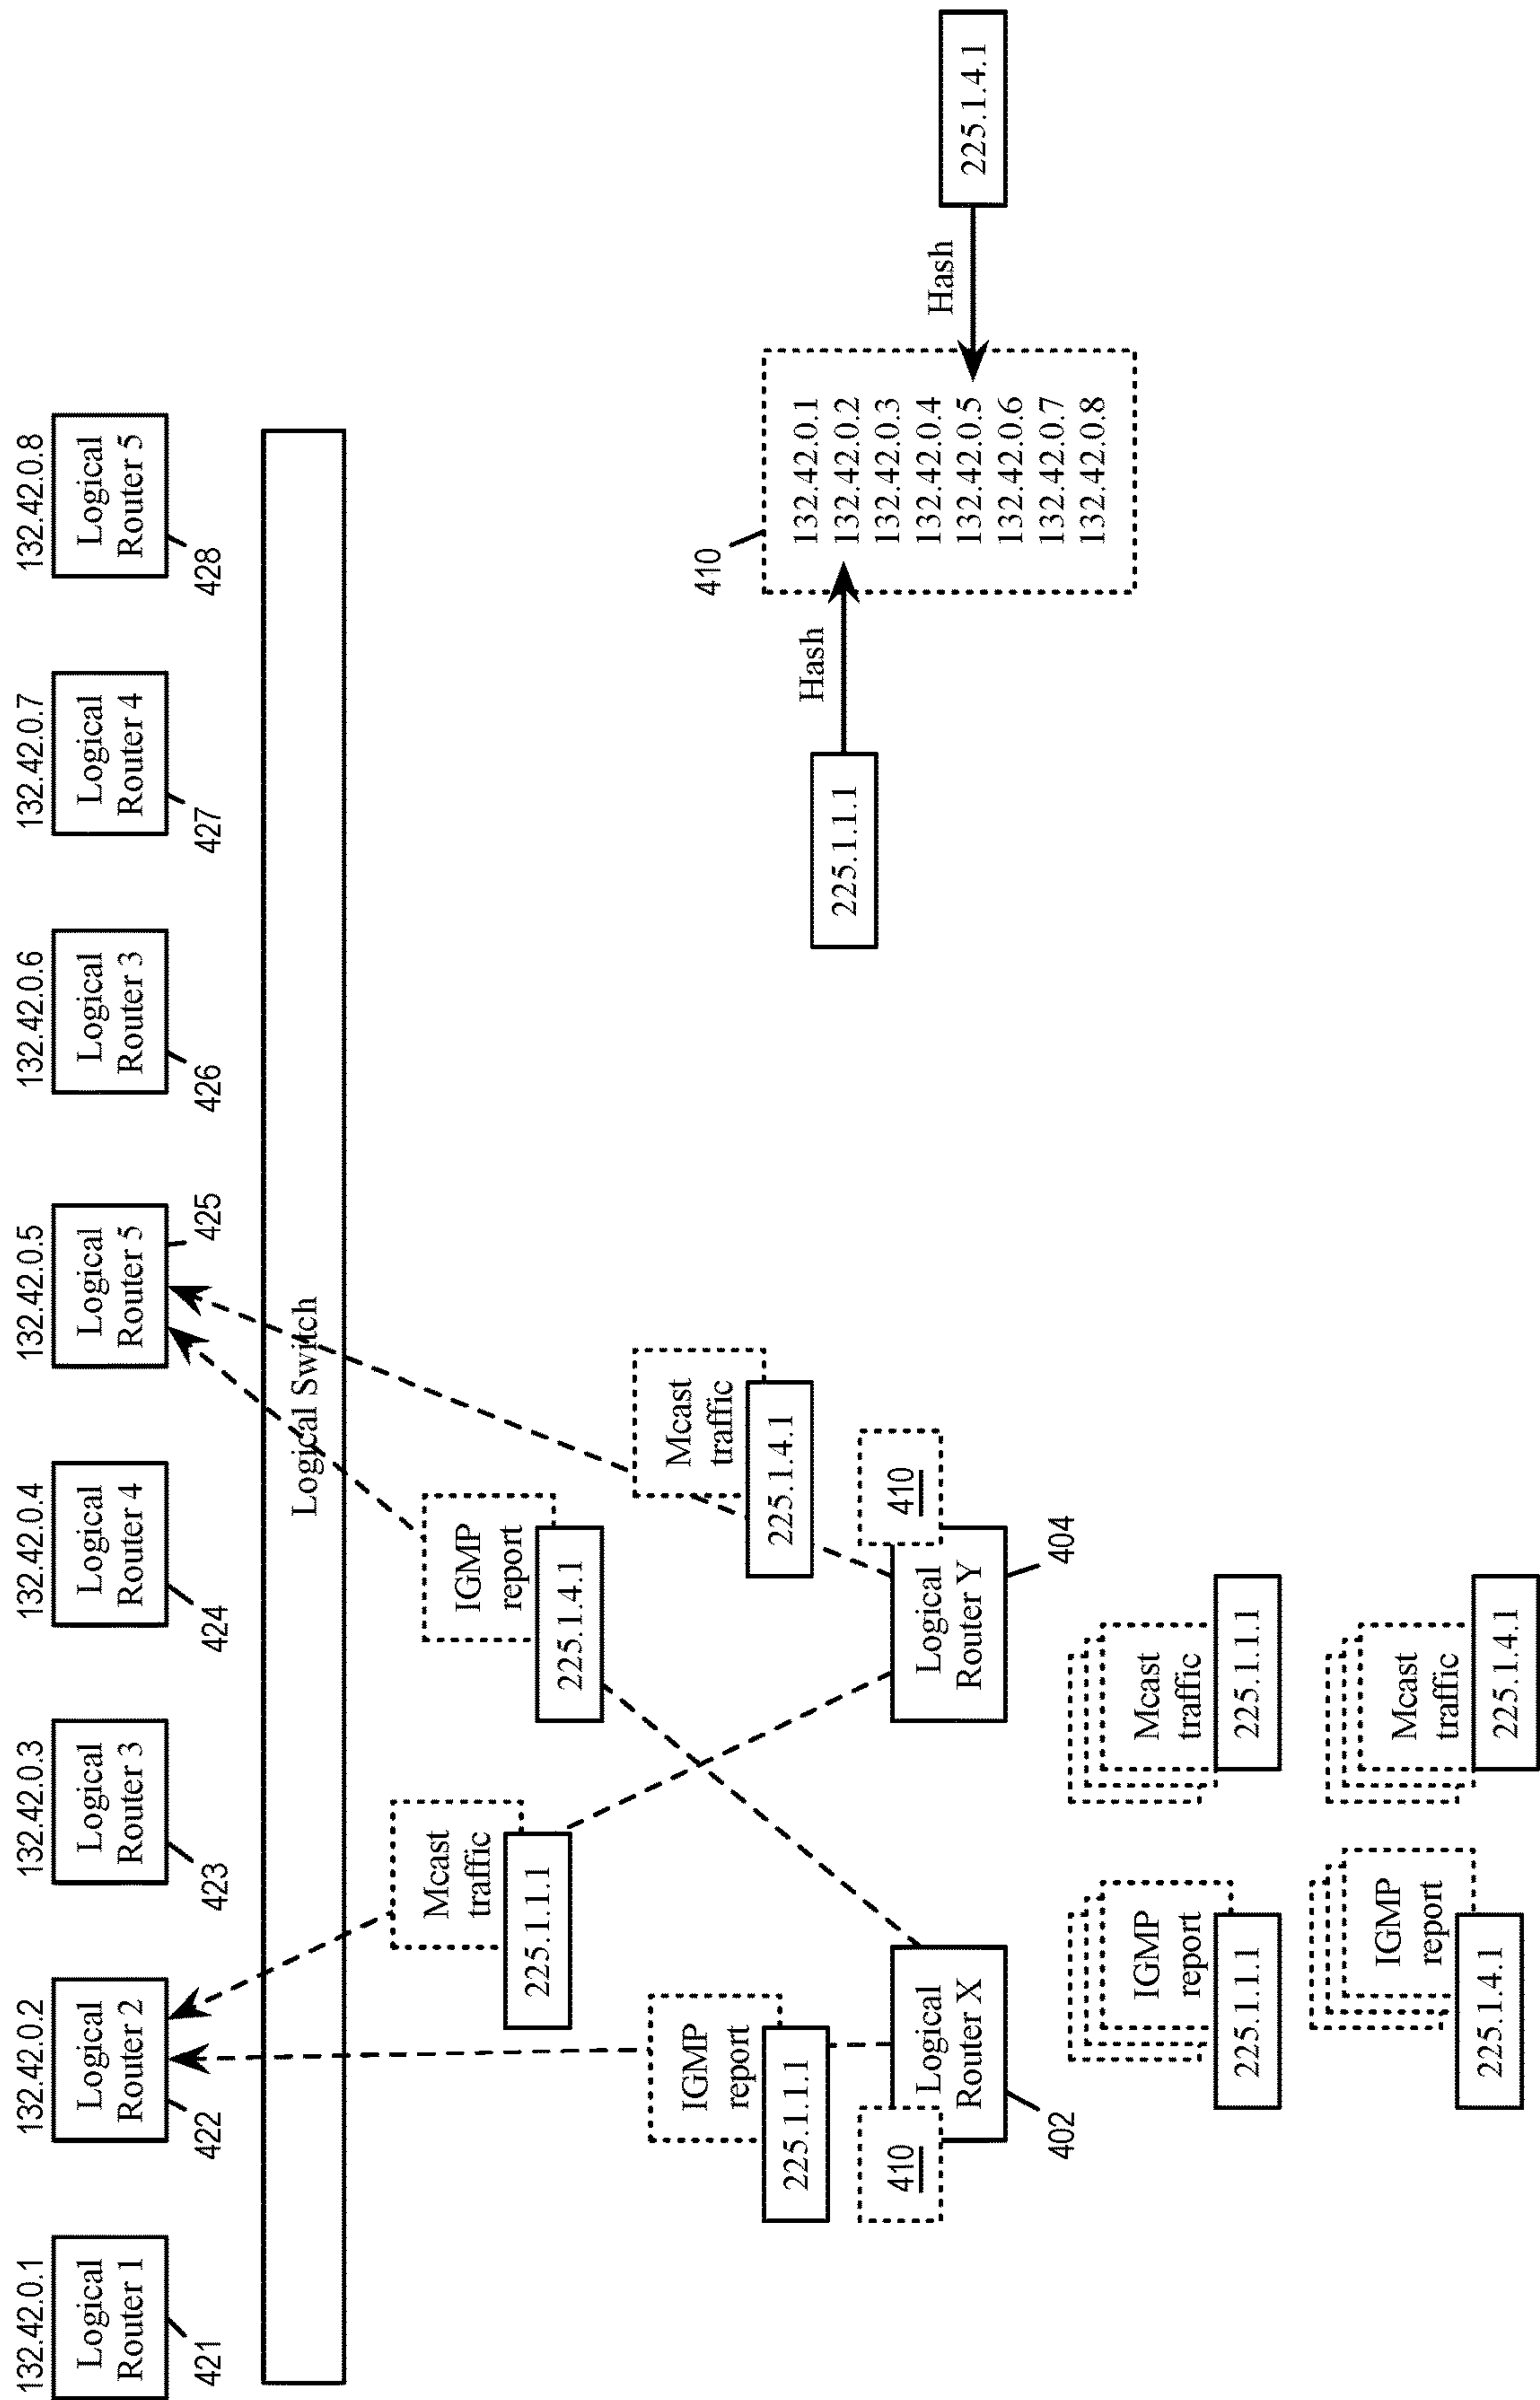 132.42.0.1
132.42.0.2
132.42.0.3
132.42.0.4
132.42.0.5
132.42.0.6
132.42.0.7
132.42.0.8
Logical
Router 1
Logical
Router 2
Logical
Router 3
Logical
Router 4
Logical
Router 5
Logical
Router 3
Logical
Router 4
Logical
Router 5
421
422
423
424
425
426
427
428
Logical Switch
Mcast
traffic
225.1.1.1
IGMP
report
225.1.4.1
IGMP
report
225.1.1.1
Mcast
traffic
225.1.4.1
410
Logical
Router X
402
410
Logical
Router Y
404
IGMP
report
225.1.1.1
Mcast
traffic
225.1.1.1
IGMP
report
225.1.4.1
Mcast
traffic
225.1.4.1
410
225.1.1.1
Hash
132.42.0.1
132.42.0.2
132.42.0.3
132.42.0.4
132.42.0.5
132.42.0.6
132.42.0.7
132.42.0.8
Hash
225.1.4.1